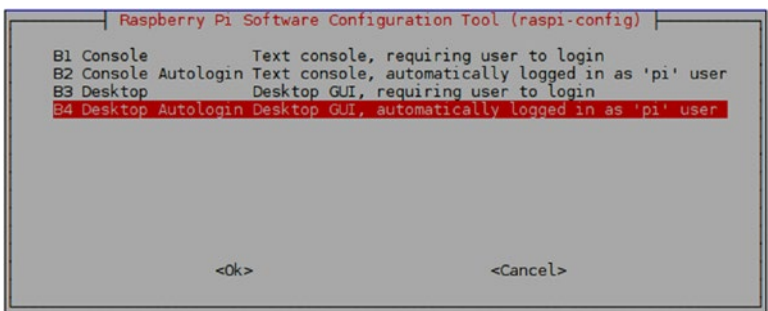 Raspberry Pi Software Configuration Tool (raspi-config)
B1 Console Text console, requiring user to login
B2 Console Autologin Text console, automatically logged in as 'pi' user
B3 Desktop Desktop GUI, requiring user to login
B4 Desktop Autologin Desktop GUI, automatically logged in as 'pi' user
<Ok> <Cancel>